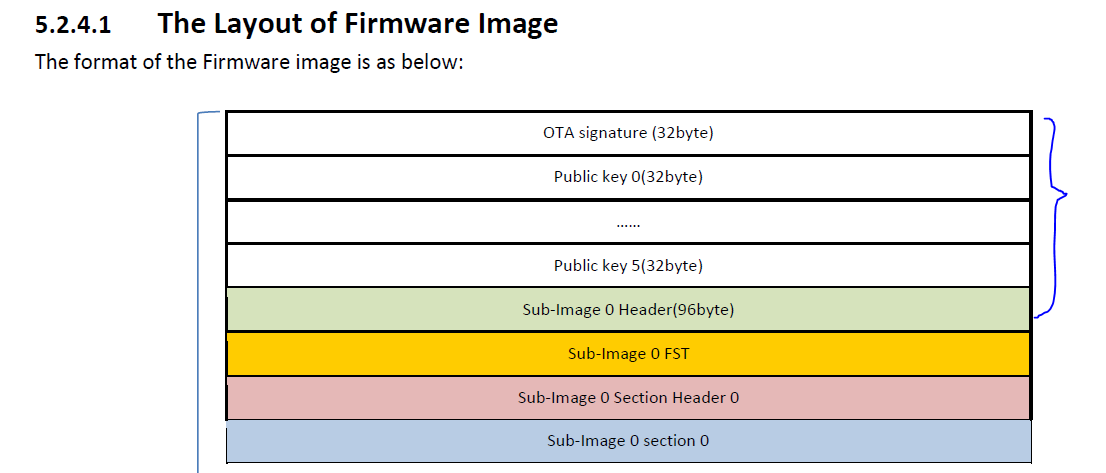 5.2.4.1 The Layout of Firmware Image
The format of the Firmware image is as below:
OTA signature (32byte)
Public key 0(32byte)
......
Public key 5(32byte)
Sub-Image 0 Header(96byte)
Sub-Image 0 FST
Sub-Image 0 Section Header 0
Sub-Image 0 section 0